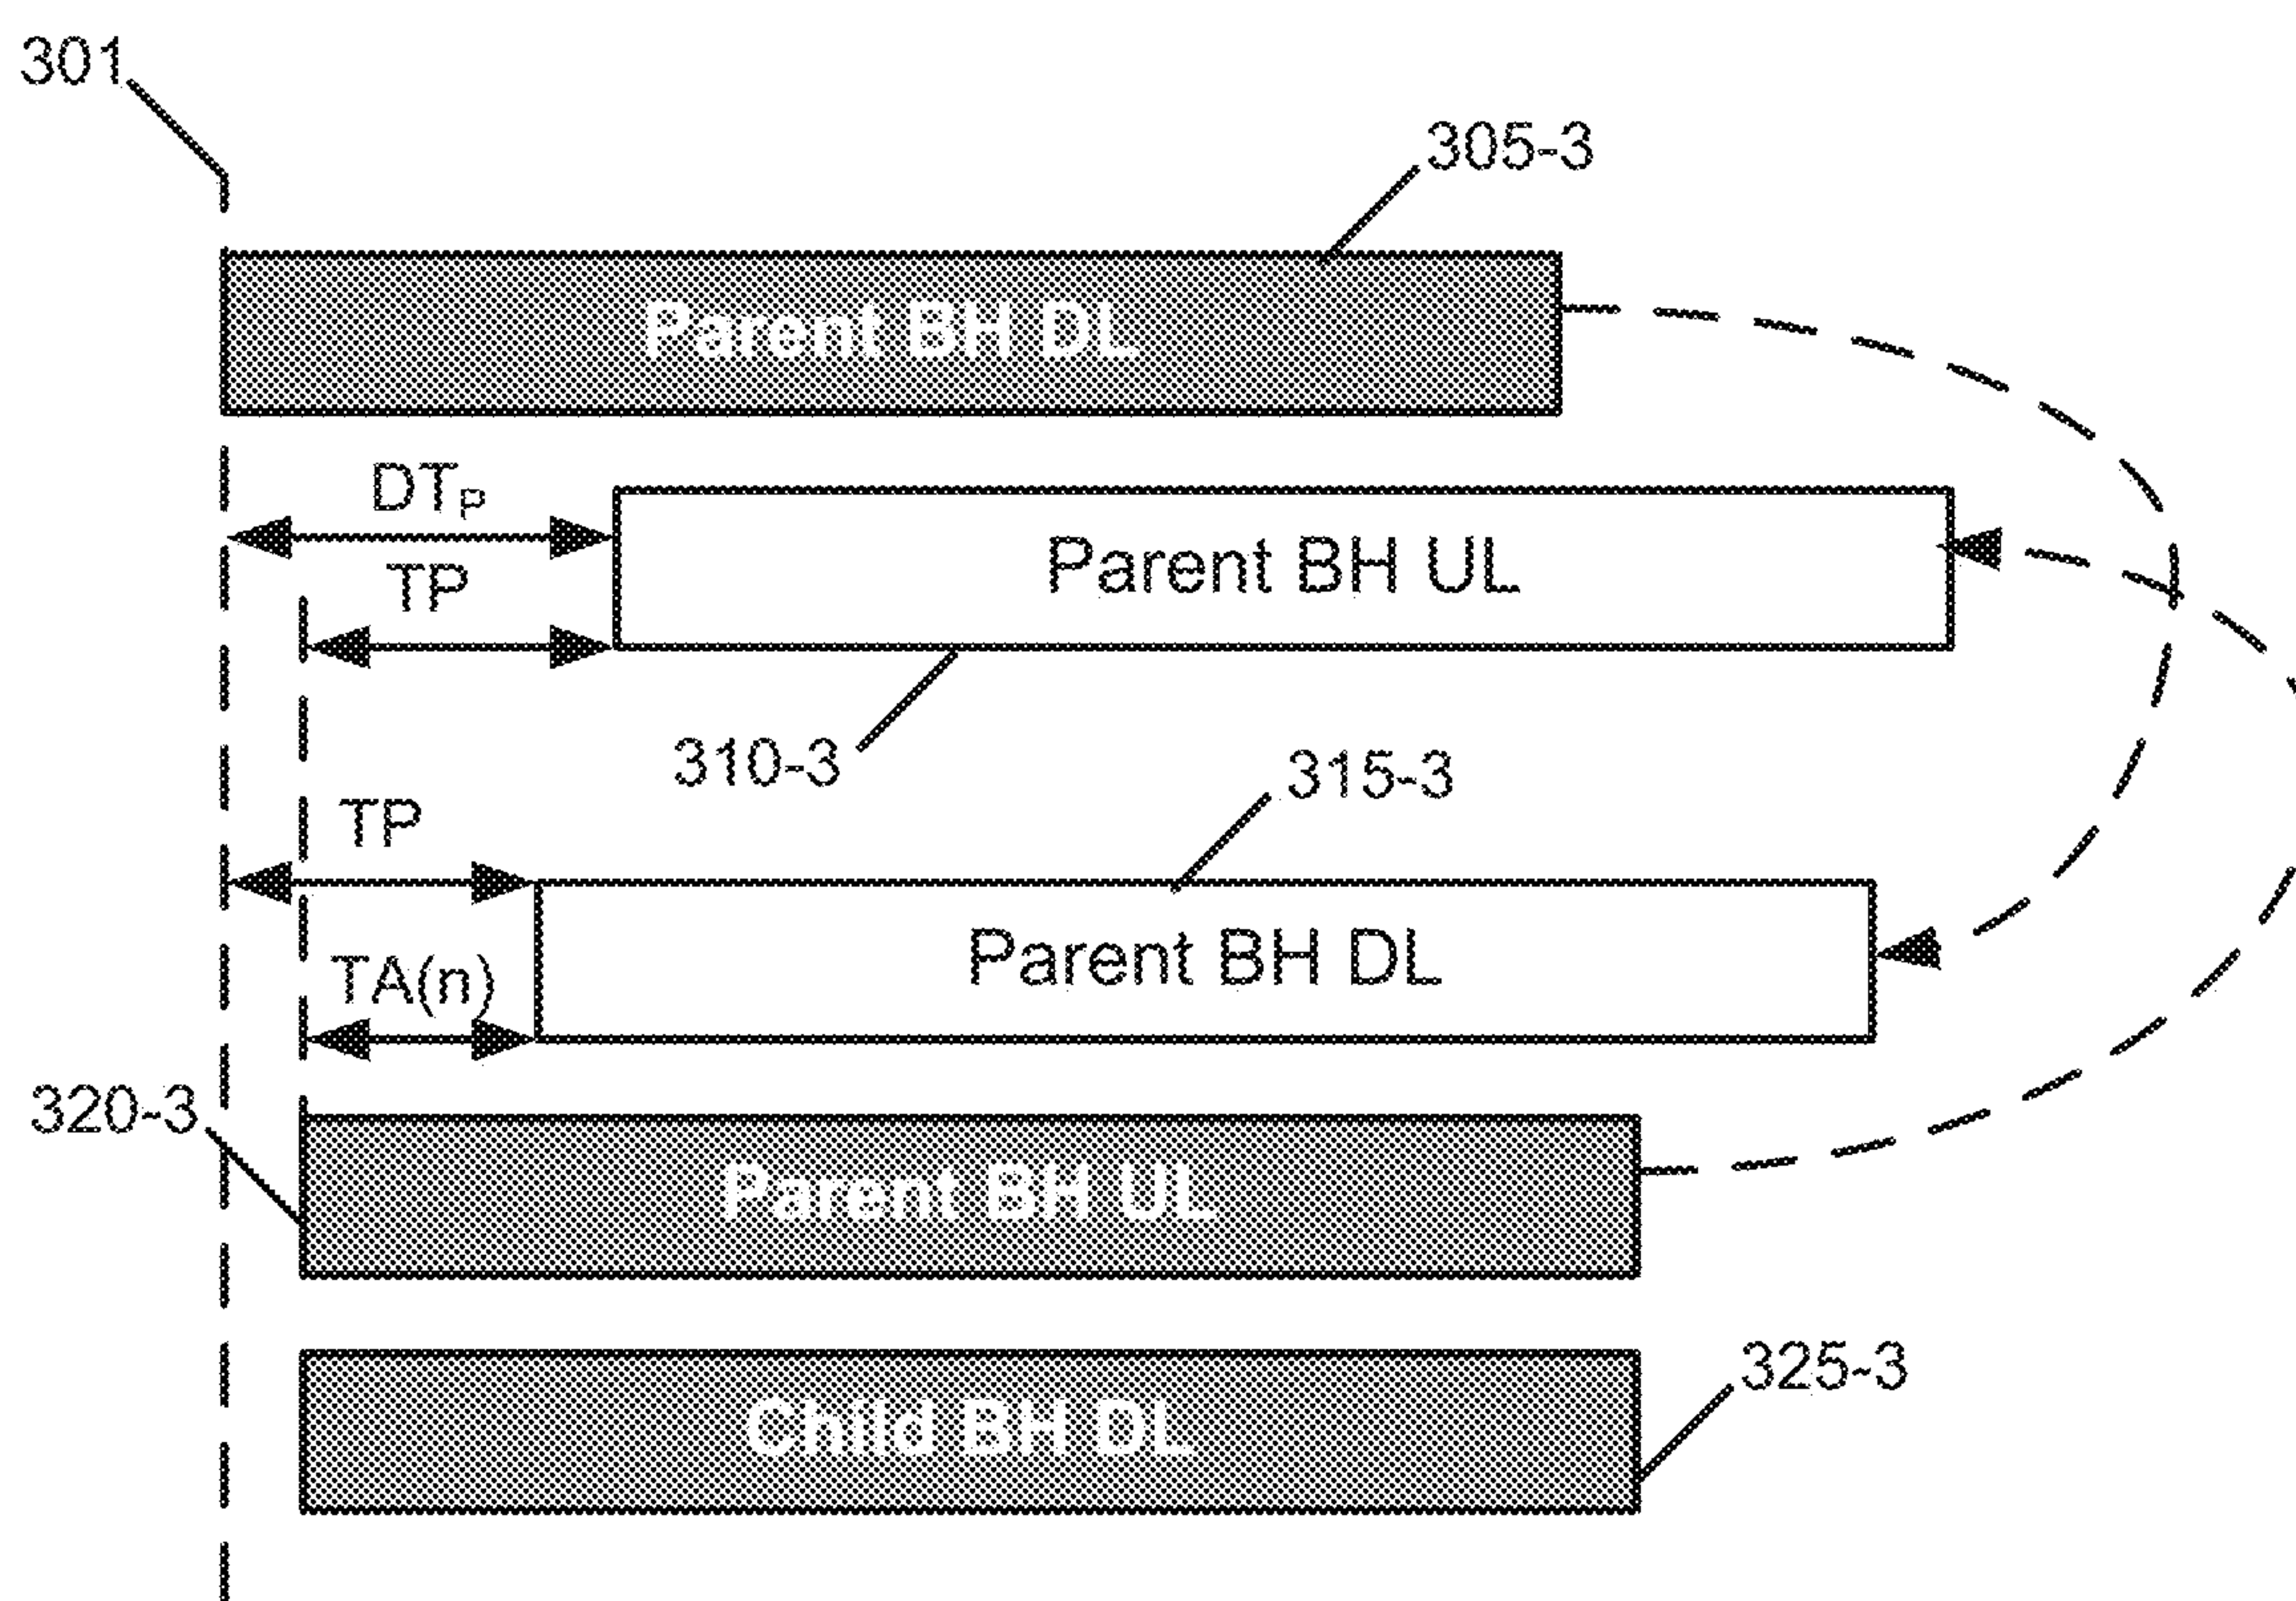 301
305-3
Parent BH DL
DTP
Parent BH UL
TP
310-3
315-3
TP
Parent BH DL
TA(n)
320-3
Parent BH UL
325-3
Child BH DL